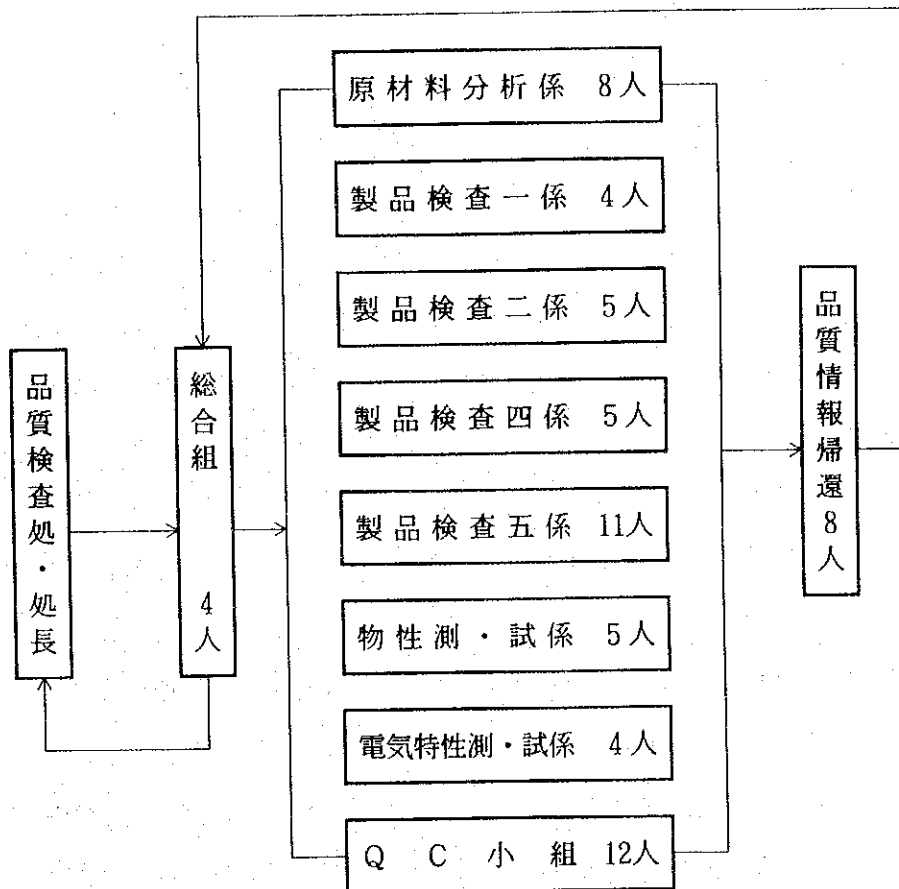 品質検査処・処長
総合組 4人
原材料分析係 8人
製品検査一係 4人
製品検査二係 5人
製品検査四係 5人
製品検査五係 11人
物性測・試係 5人
電気特性測・試係 4人
QC小組 12人
品質情報帰還8人